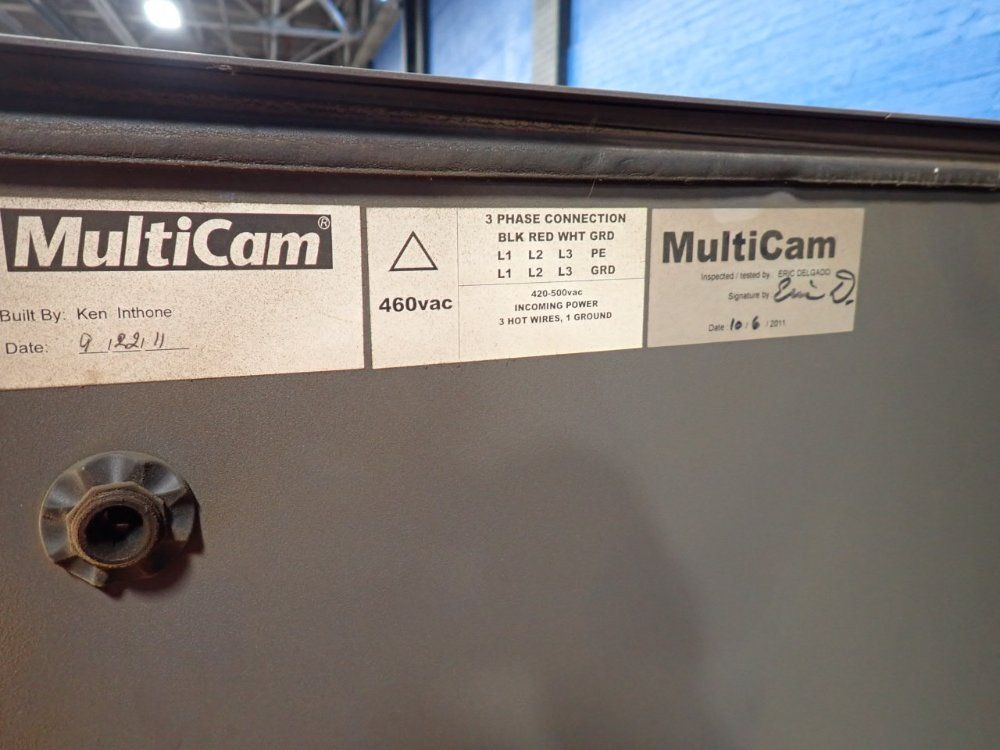 MultiCam®
Built By: Ken Inthone
Date: 9/22/11
460vac
3 PHASE CONNECTION
BLK RED WHT GRD
L1 L2 L3 PE
L1 L2 L3 GRD
420-500vac
INCOMING POWER
3 HOT WIRES, 1 GROUND
MultiCam
Inspected / tested by ERIC DELGADO
Signature by Eric D.
Date 10/6/2011